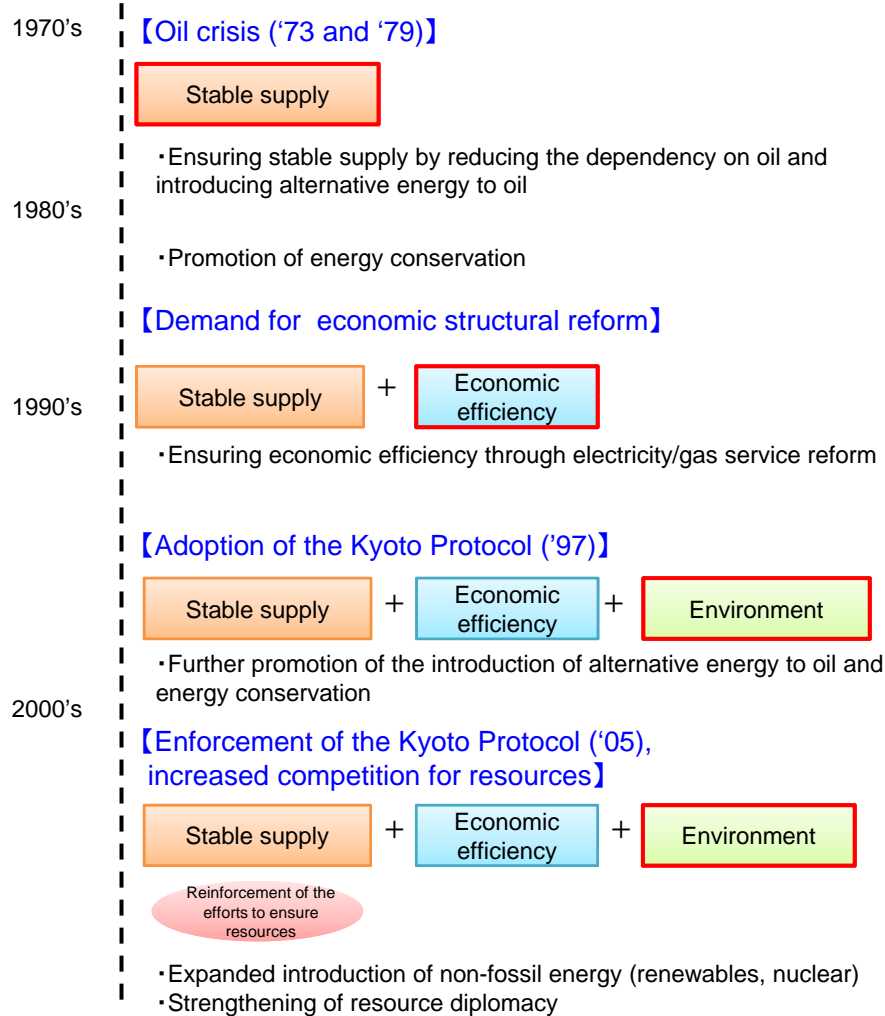 1970's
【Oil crisis (‘73 and ‘79)】
Stable supply
・Ensuring stable supply by reducing the dependency on oil and
introducing alternative energy to oil
1980's
・Promotion of energy conservation
【Demand for economic structural reform】
1990's
Stable supply + Economic
efficiency
・Ensuring economic efficiency through electricity/gas service reform
【Adoption of the Kyoto Protocol (’97)】
Stable supply + Economic
efficiency + Environment
・Further promotion of the introduction of alternative energy to oil and
energy conservation
2000's
【Enforcement of the Kyoto Protocol (‘05),
increased competition for resources】
Stable supply + Economic
efficiency + Environment
Reinforcement of the
efforts to ensure
resources
・Expanded introduction of non-fossil energy (renewables, nuclear)
・Strengthening of resource diplomacy